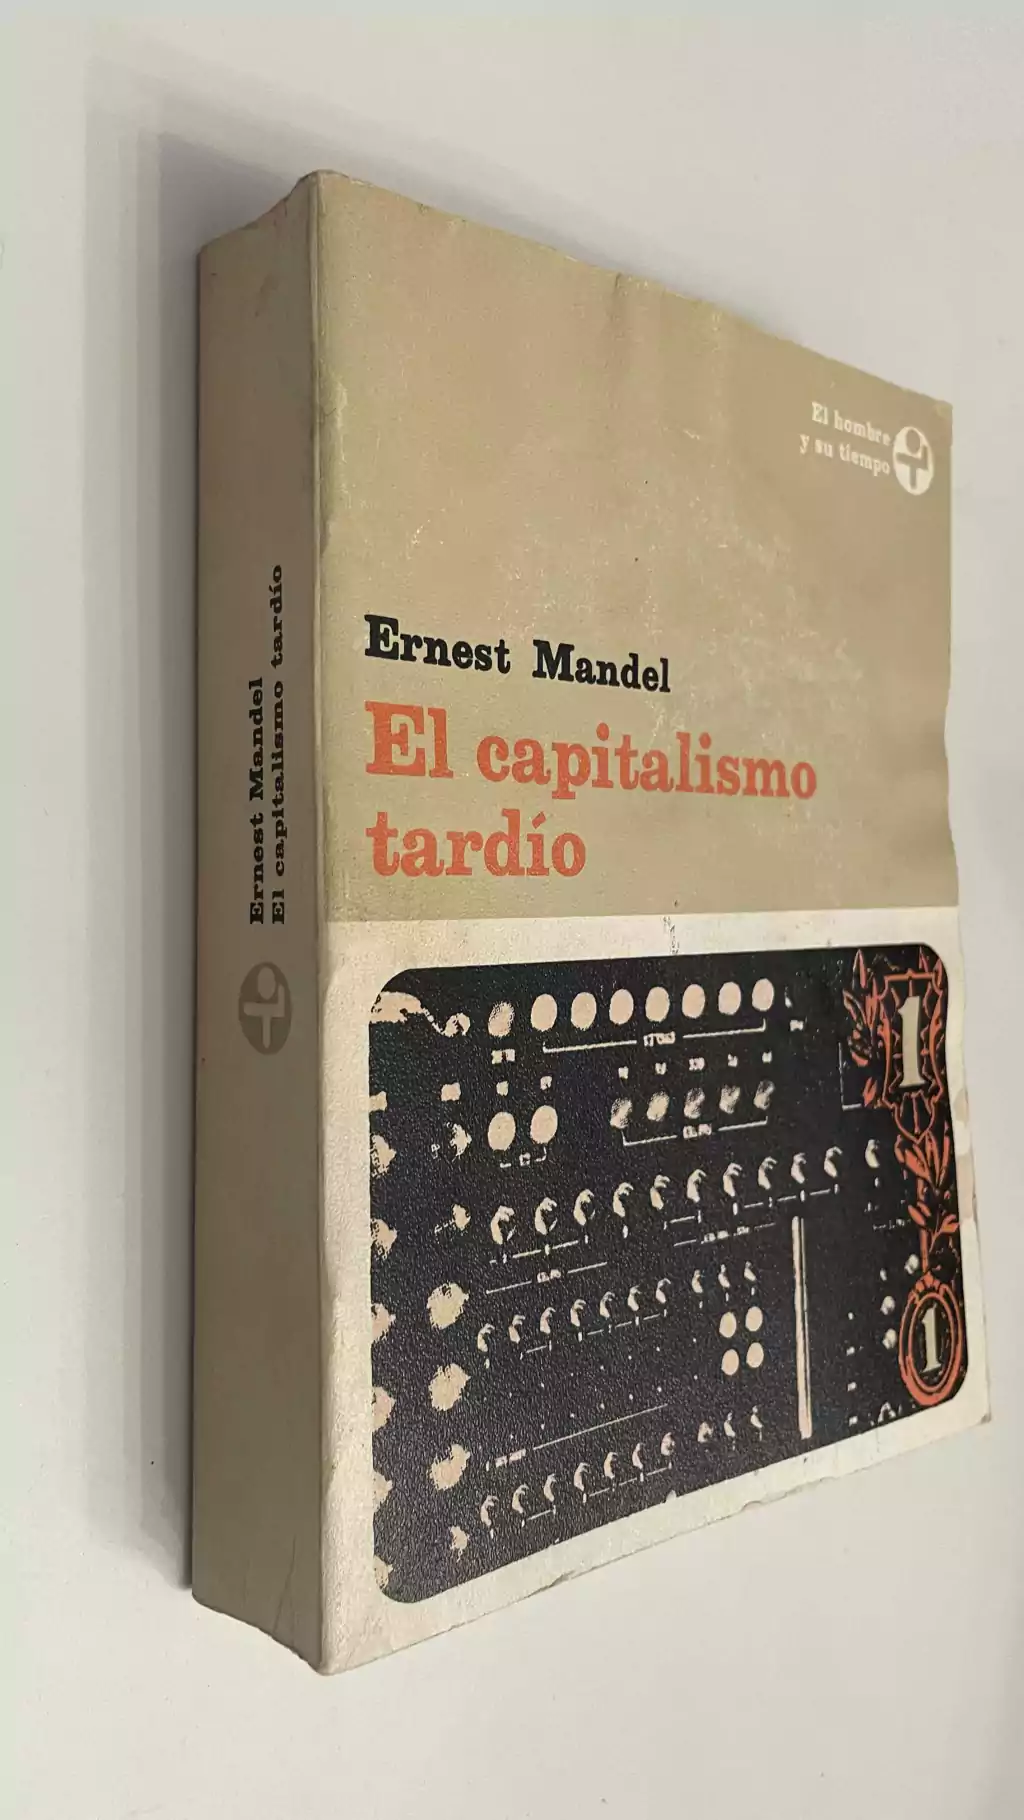 El hombre
y su tiempo
Ernest Mandel
El capitalismo
tardío
Ernest Mandel
El capitalismo tardío
1
1